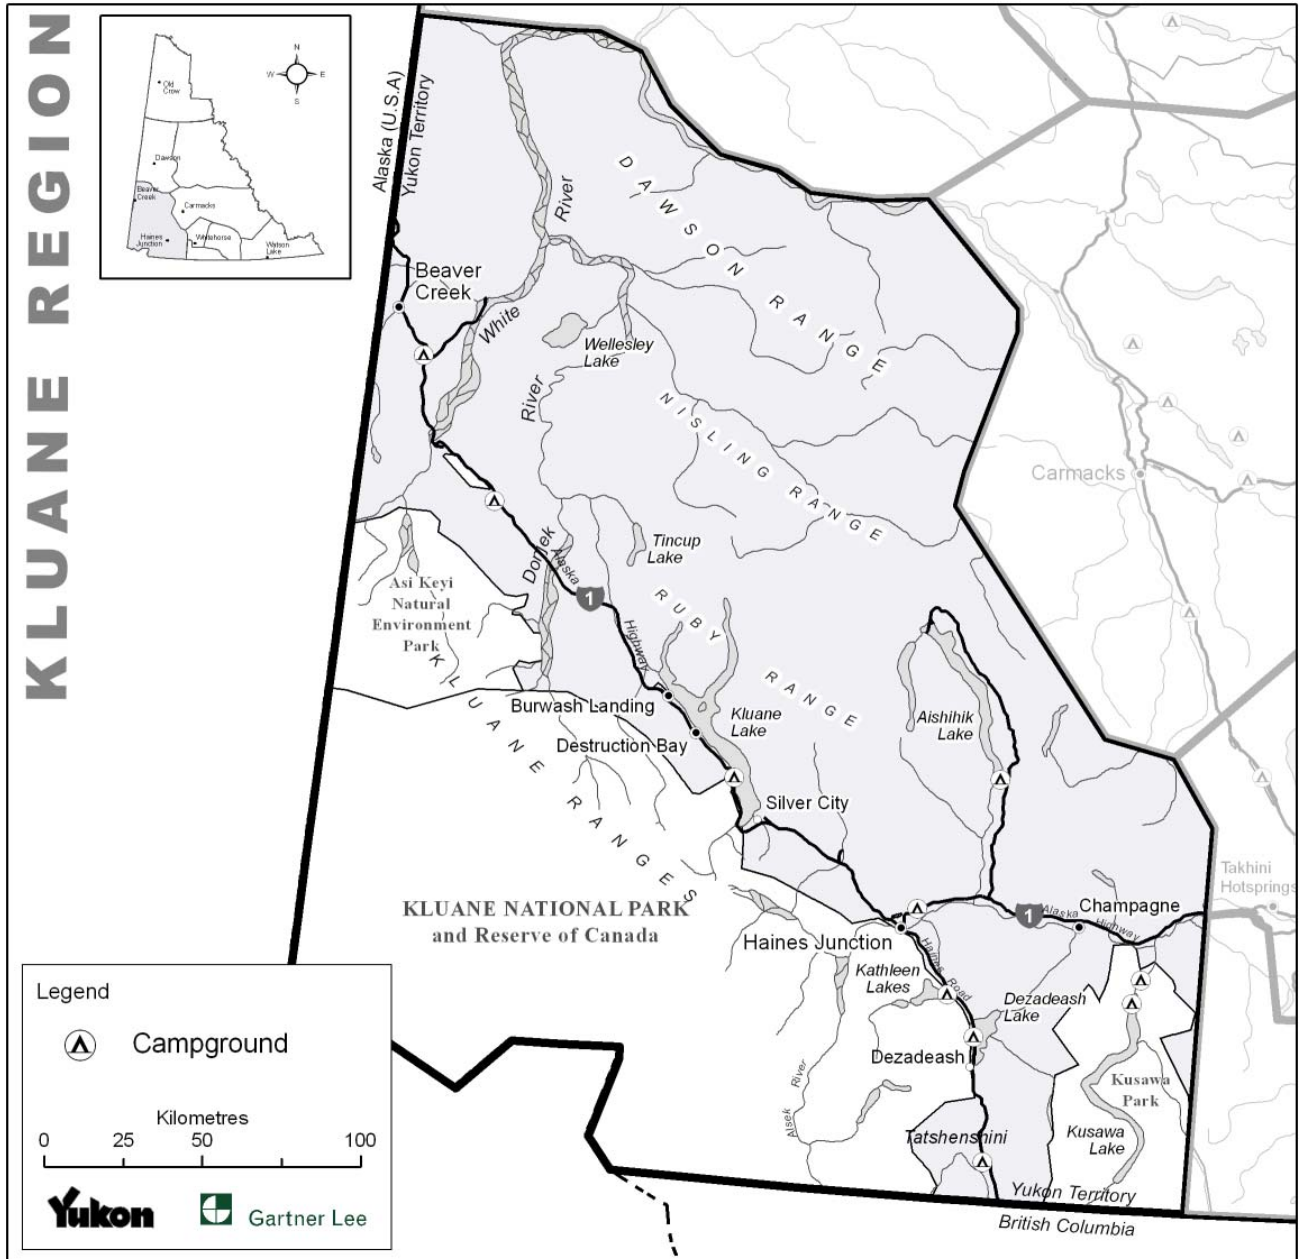 KLUANE REGION
N
W
E
S
Old
Crow
Dawson
Beaver
Creek
Carmacks
Haines
Junction
Whitehorse
Watson
Lake
Alaska (U.S.A)
Yukon Territory
DAWSON RANGE
River
Beaver
Creek
White
Wellesley
Lake
River
NISLING RANGE
Carmacks
Donjek
Alaska
Tincup
Lake
Asi Keyi
Natural
Environment
Park
1
Highway
RUBY RANGE
KLUANE RANGES
Burwash Landing
Kluane
Lake
Aishihik
Lake
Destruction Bay
Silver City
Takhini
Hotsprings
KLUANE NATIONAL PARK
and Reserve of Canada
1
Alaska
Highway
Champagne
Haines Junction
Haines Road
Kathleen
Lakes
Dezadeash
Lake
Dezadeash
Alsek River
Kusawa
Park
Tatshenshini
Kusawa
Lake
Yukon Territory
British Columbia
Legend
Campground
Kilometres
0 25 50 100
Yukon
Gartner Lee